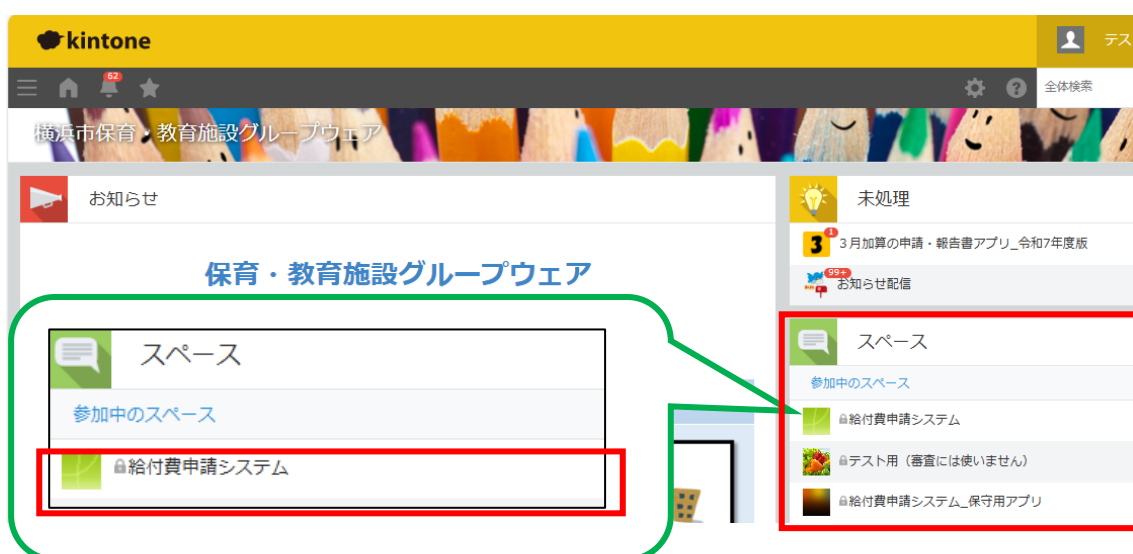 kintone
テス
62
全体検索
横浜市保育・教育施設グループウェア
お知らせ
保育・教育施設グループウェア
スペース
参加中のスペース
給付費申請システム
未処理
3
1
3月加算の申請・報告書アプリ_令和7年度版
99+
お知らせ配信
スペース
参加中のスペース
給付費申請システム
テスト用（審査には使いません）
給付費申請システム_保守用アプリ